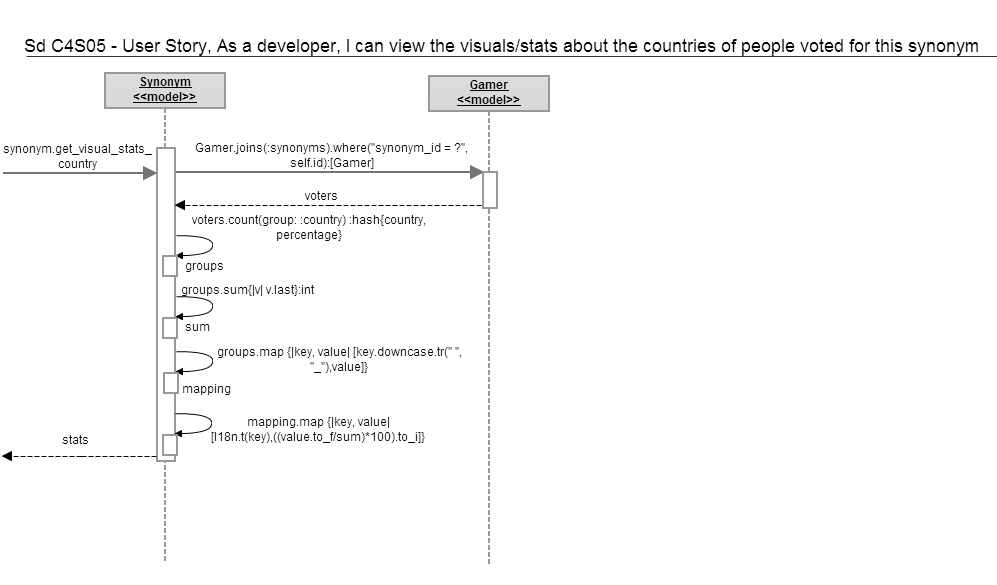 Sd C4S05 - User Story, As a developer, I can view the visuals/stats about the countries of people voted for this synonym
Synonym
<<model>>
Gamer
<<model>>
synonym.get_visual_stats_
country
Gamer.joins(:synonyms).where("synonym_id = ?",
self.id):[Gamer]
voters
voters.count(group: :country) :hash{country,
percentage}
groups
groups.sum{|v| v.last}:int
sum
groups.map {|key, value| [key.downcase.tr(" ",
"_"),value]}
mapping
mapping.map {|key, value|
[I18n.t(key),((value.to_f/sum)*100).to_i]}
stats